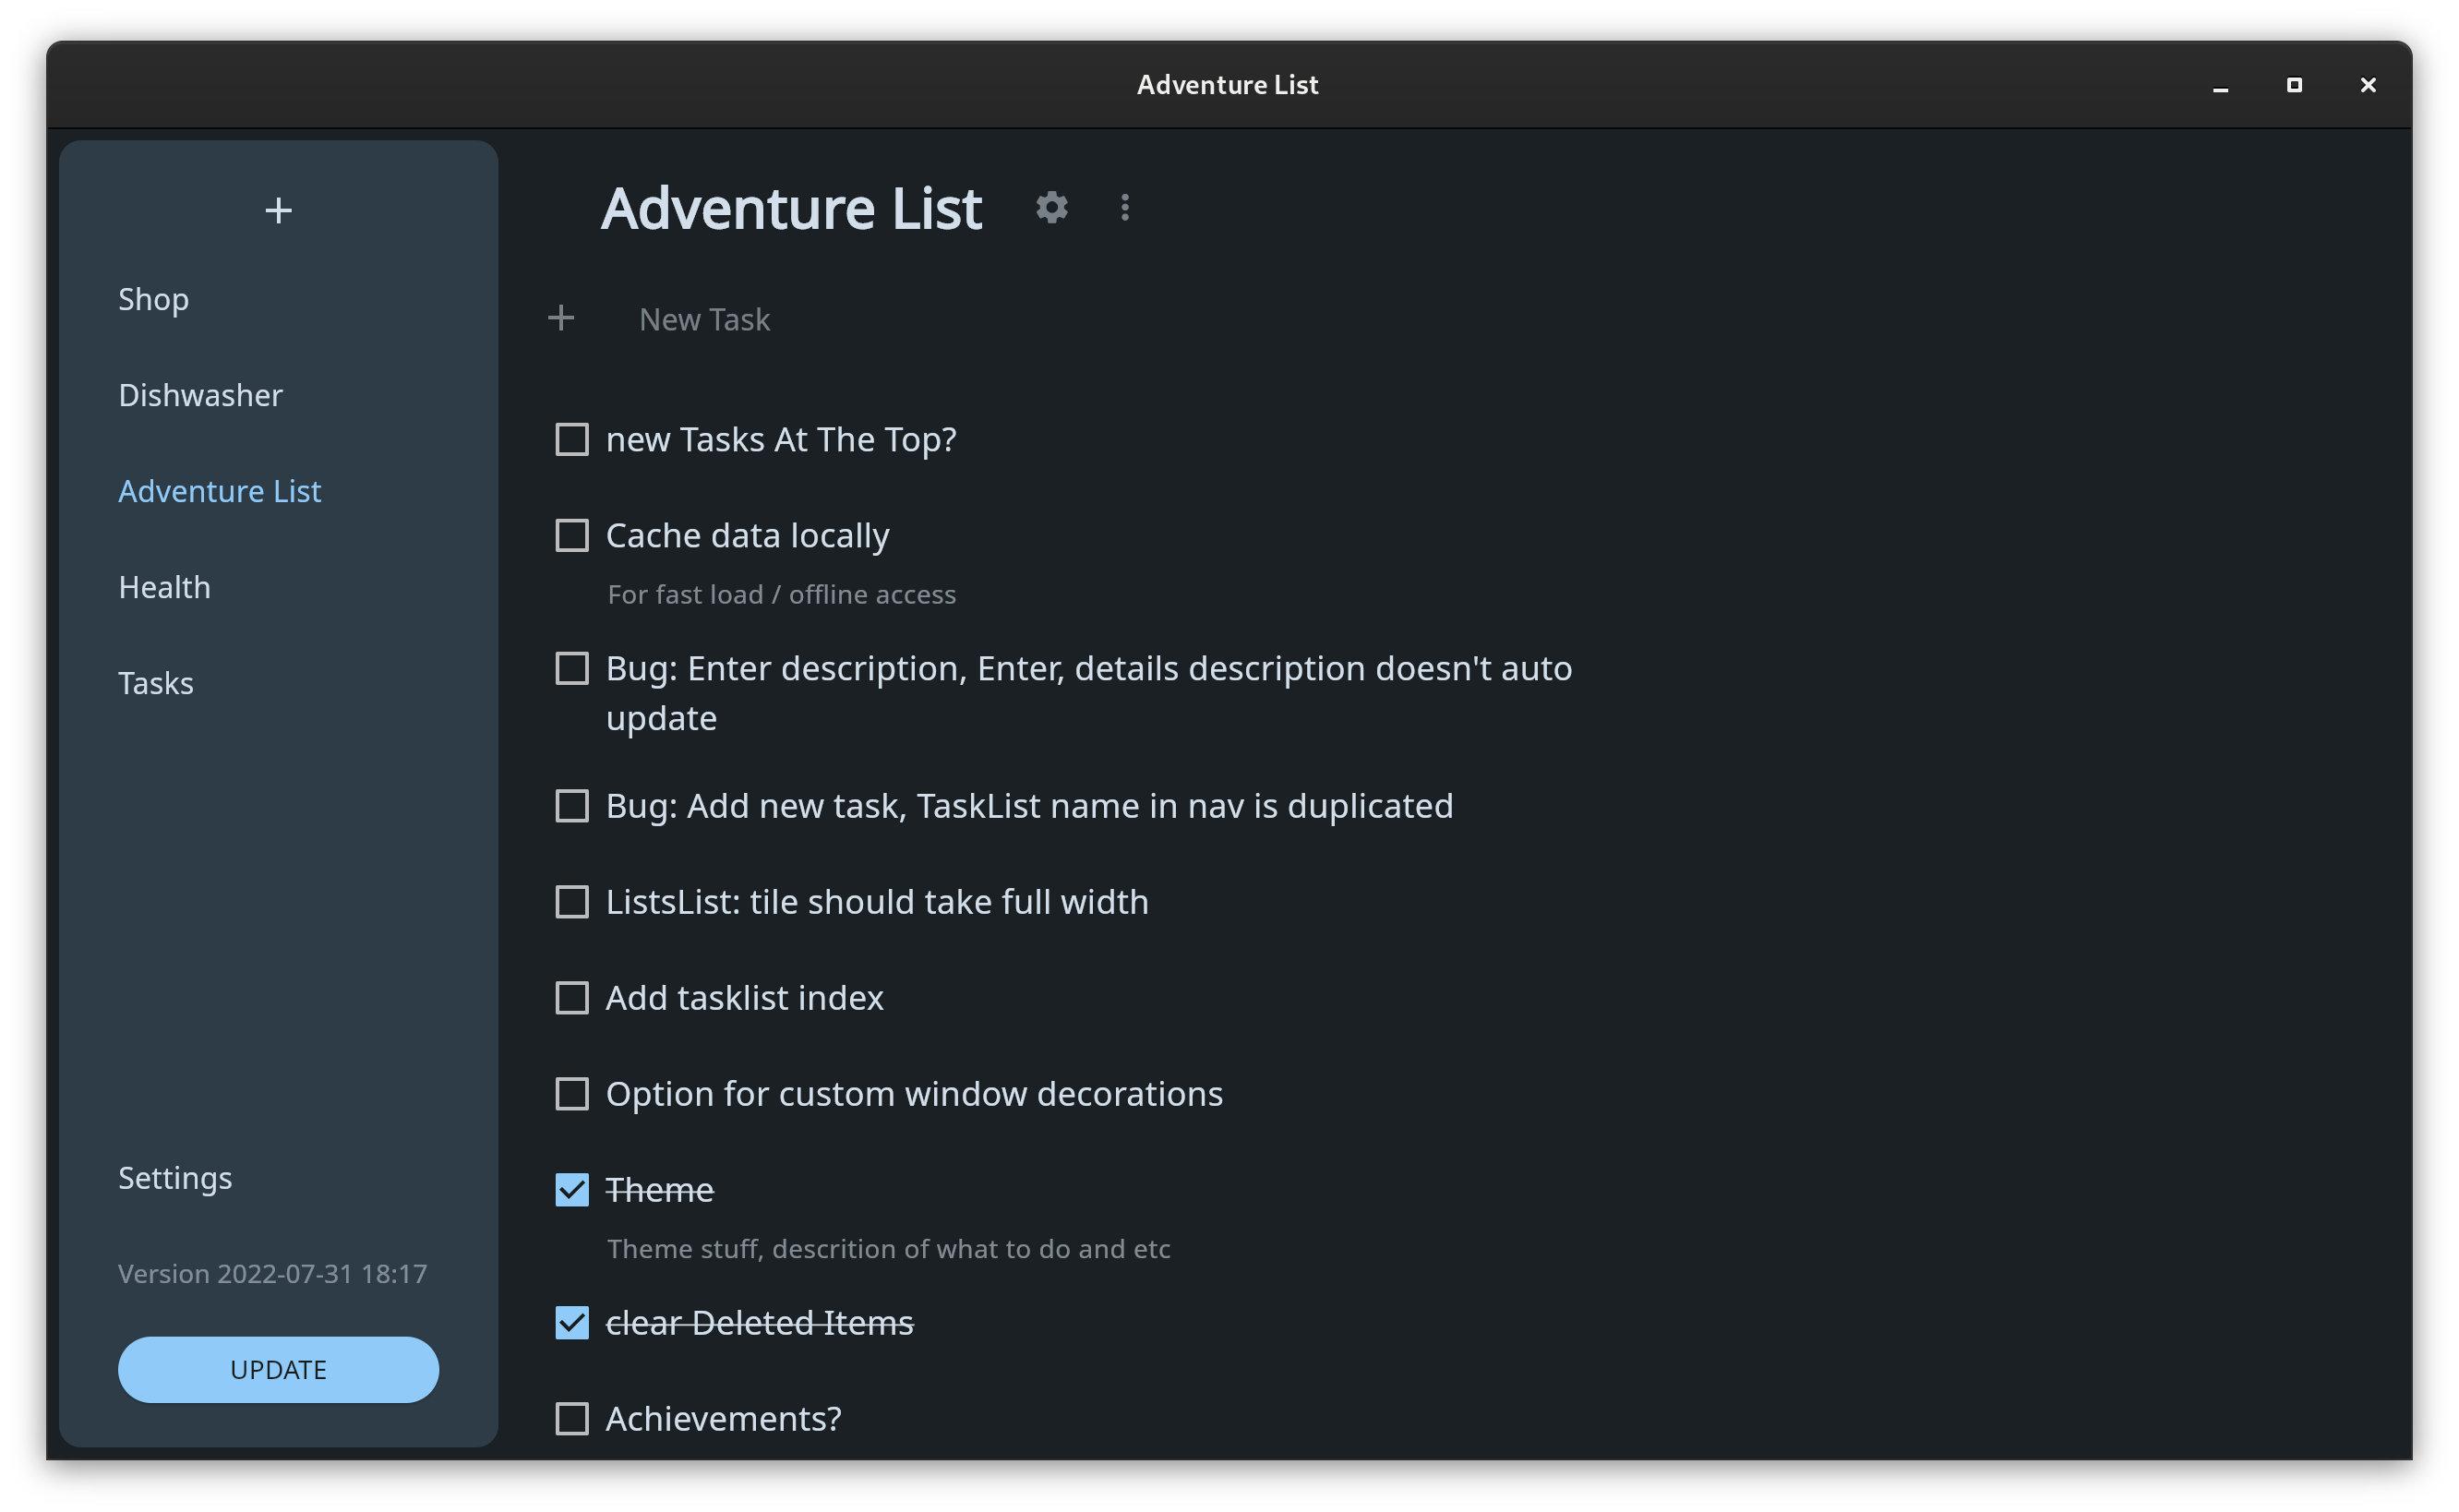 Adventure List
Shop
Dishwasher
Adventure List
Health
Tasks
Settings
Version 2022-07-31 18:17
UPDATE
Adventure List
New Task
new Tasks At The Top?
Cache data locally
For fast load / offline access
Bug: Enter description, Enter, details description doesn't auto
update
Bug: Add new task, TaskList name in nav is duplicated
ListsList: tile should take full width
Add tasklist index
Option for custom window decorations
Theme
Theme stuff, descrition of what to do and etc
clear Deleted Items
Achievements?